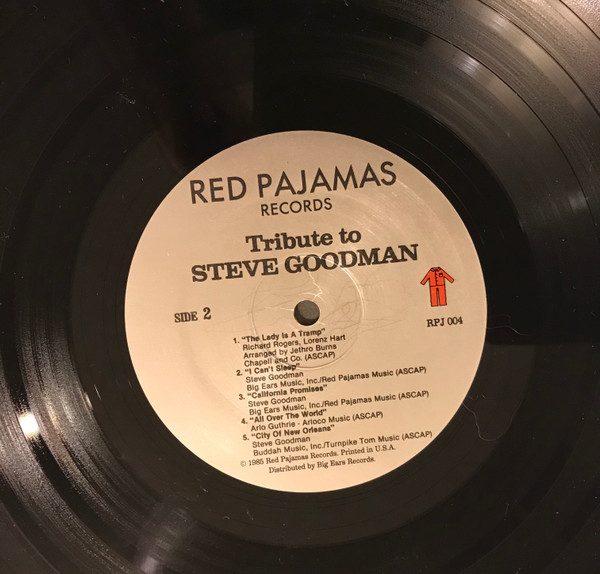 RED PAJAMAS
RECORDS
Tribute to
STEVE GOODMAN
SIDE 2
RPJ 004
1. "The Lady Is A Tramp"
Richard Rogers, Lorenz Hart
Arranged by Jethro Burns
Chapell and Co. (ASCAP)
2. "I Can't Sleep"
Steve Goodman
Big Ears Music, Inc./Red Pajamas Music (ASCAP)
3. "California Promises"
Steve Goodman
Big Ears Music, Inc./Red Pajamas Music (ASCAP)
4. "All Over The World"
Arlo Guthrie - Arloco Music (ASCAP)
5. "City Of New Orleans"
Steve Goodman
Buddah Music, Inc./Turnpike Tom Music (ASCAP)
© 1985 Red Pajamas Records. Printed in U.S.A.
Distributed by Big Ears Records.